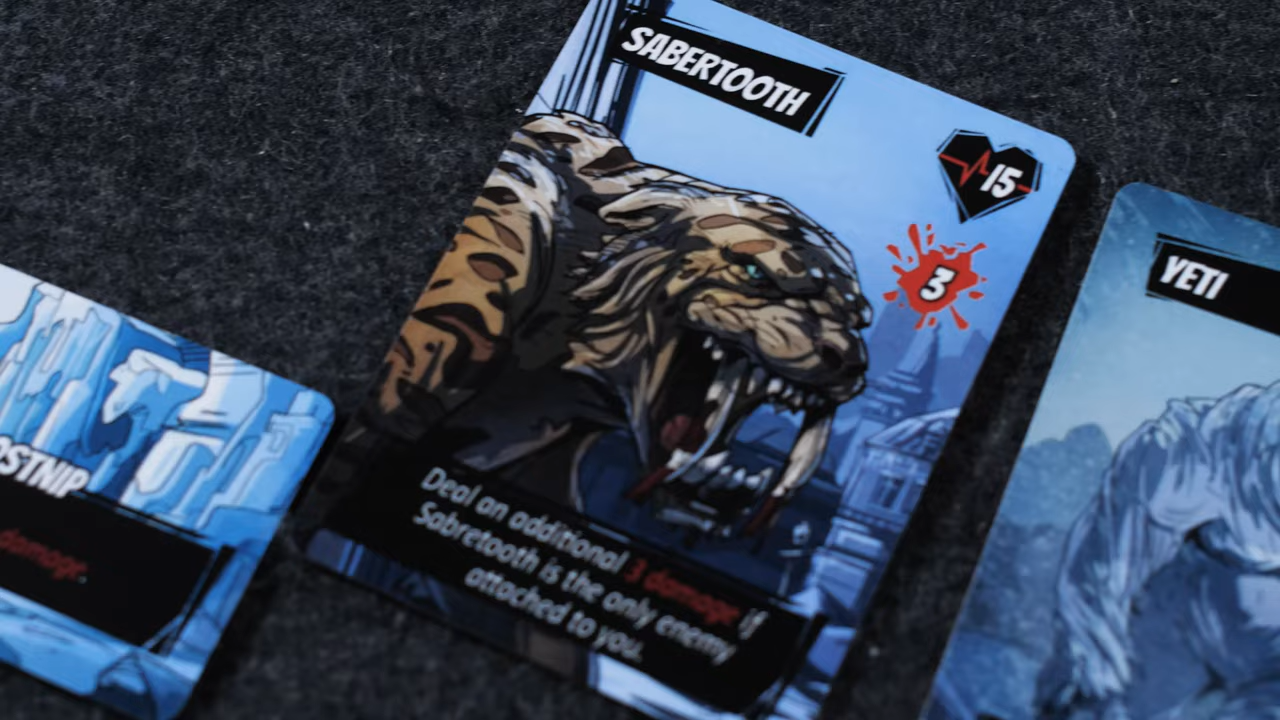 SABERTOOTH
15
3
Deal an additional 3 damage if
Sabretooth is the only enemy
attached to you.
YETI
OSTNIP
damage.